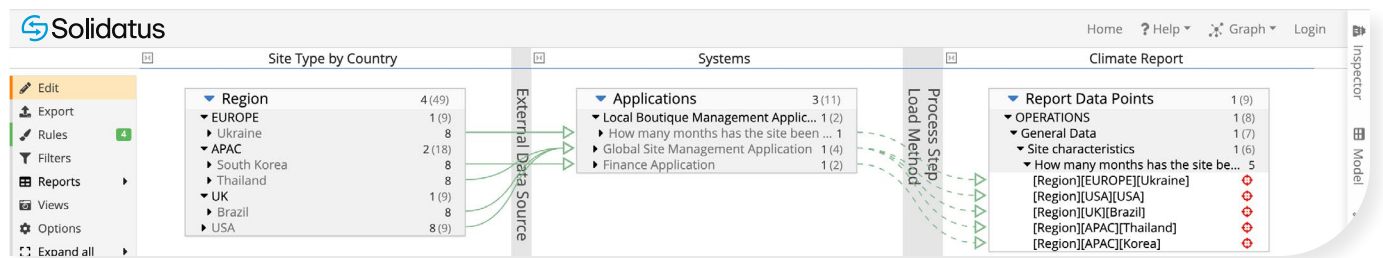 Solidatus
Home ? Help Graph Login
Site Type by Country Systems Climate Report
Edit
Export
Rules 4
Filters
Reports
Views
Options
Expand all
Region 4 (49)
EUROPE 1 (9)
Ukraine 8
APAC 2 (18)
South Korea 8
Thailand 8
UK 1 (9)
Brazil 8
USA 8 (9)
External Data Source
Applications 3 (11)
Local Boutique Management Applic... 1 (2)
How many months has the site been ... 1
Global Site Management Application 1 (4)
Finance Application 1 (2)
Process Step
Load Method
Report Data Points 1 (9)
OPERATIONS 1 (8)
General Data 1 (7)
Site characteristics 1 (6)
How many months has the site be... 5
[Region][EUROPE][Ukraine]
[Region][USA][USA]
[Region][UK][Brazil]
[Region][APAC][Thailand]
[Region][APAC][Korea]
Inspector
Model